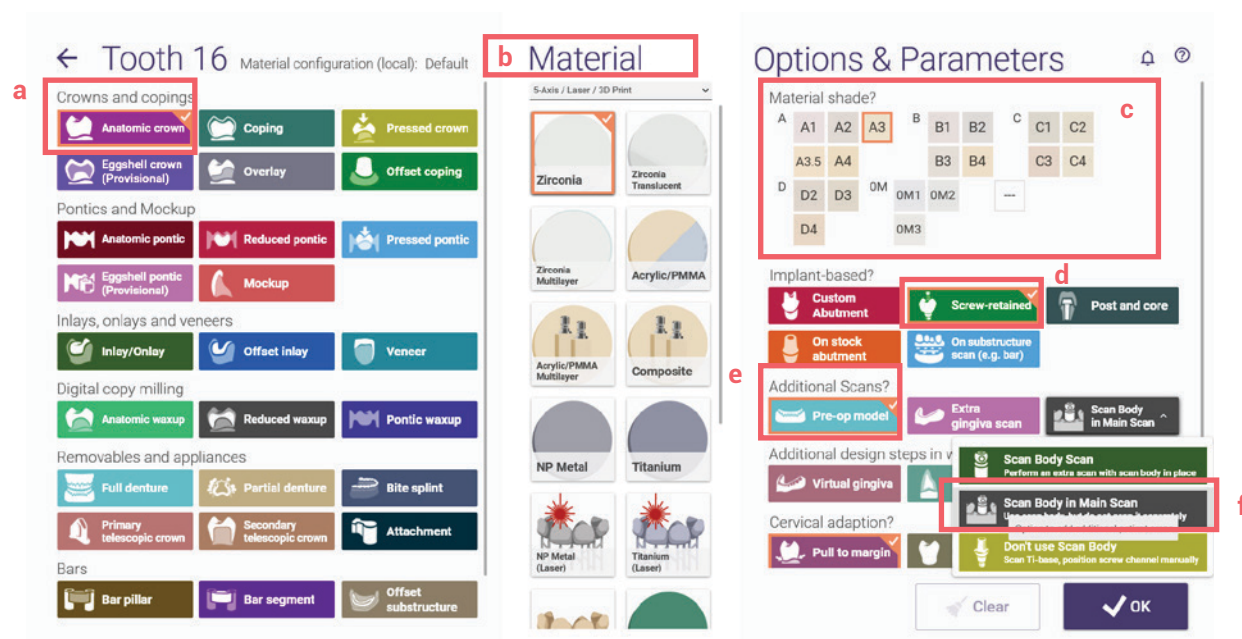 a
Tooth 16 Material configuration (local): Default
Crowns and copings
Anatomic crown
Coping
Pressed crown
Eggshell crown
(Provisional)
Overlay
Offset coping
Pontics and Mockup
Anatomic pontic
Reduced pontic
Pressed pontic
Eggshell pontic
(Provisional)
Mockup
Inlays, onlays and veneers
Inlay/Onlay
Offset inlay
Veneer
Digital copy milling
Anatomic waxup
Reduced waxup
Pontic waxup
Removables and appliances
Full denture
Partial denture
Bite splint
Primary
telescopic crown
Secondary
telescopic crown
Attachment
Bars
Bar pillar
Bar segment
Offset
substructure
b
Material
5-Axis / Laser / 3D Print
Zirconia
Zirconia
Translucent
Zirconia
Multilayer
Acrylic/PMMA
Acrylic/PMMA
Multilayer
Composite
NP Metal
Titanium
NP Metal
(Laser)
Titanium
(Laser)
Options & Parameters
Material shade?
c
A A1 A2 A3 B B1 B2 C C1 C2
A3.5 A4 B3 B4 C3 C4
D D2 D3 0M 0M1 0M2 ---
D4 0M3
Implant-based?
d
Custom
Abutment
Screw-retained
Post and core
On stock
abutment
On substructure
scan (e.g. bar)
e
Additional Scans?
Pre-op model
Extra
gingiva scan
Scan Body
in Main Scan
Additional design steps in
Virtual gingiva
Scan Body Scan
Perform an extra scan with scan body in place
f
Scan Body in Main Scan
Cervical adaption?
Pull to margin
Don't use Scan Body
Scan Ti-base, position screw channel manually
Clear
OK